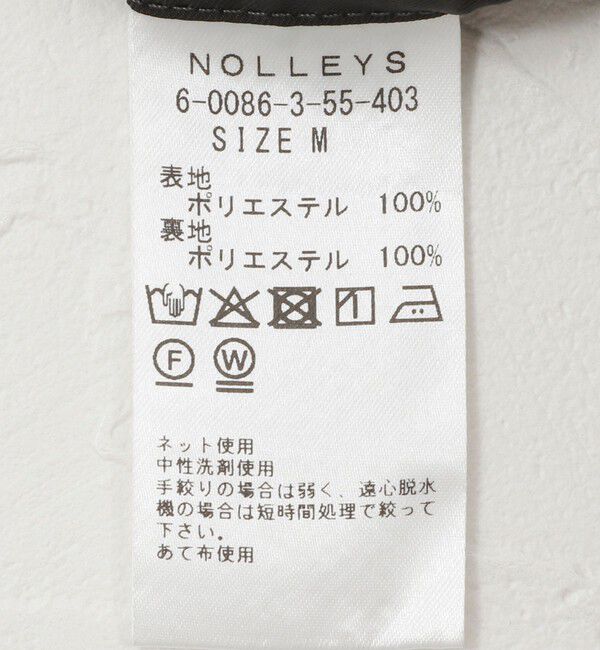 NOLLEYS
6-0086-3-55-403
SIZE M
表地
ポリエステル 100%
裏地
ポリエステル 100%
F W
ネット使用
中性洗剤使用
手絞りの場合は弱く、遠心脱水
機の場合は短時間処理で絞って
下さい。
あて布使用